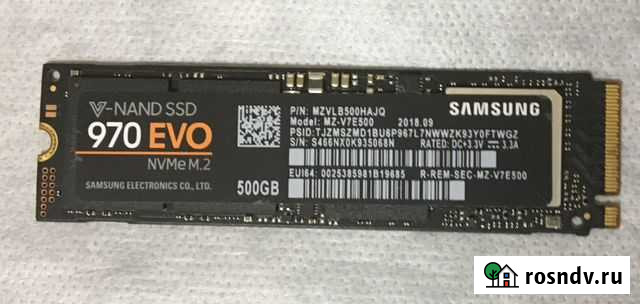 V-NAND SSD
970 EVO
NVMe M.2
SAMSUNG ELECTRONICS CO., LTD.
500GB
P/N: MZVLB500HAJQ
Model: MZ-V7E500 2018.09
PSID:TJZMSZMD1BU6P967L7NWWZK93Y0FTWGZ
S/N: S466NX0K935068N RATED: DC+3.3V 3.3A
EUI64: 0025385981B19685 R-REM-SEC-MZ-V7E500
SAMSUNG
rosndv.ru